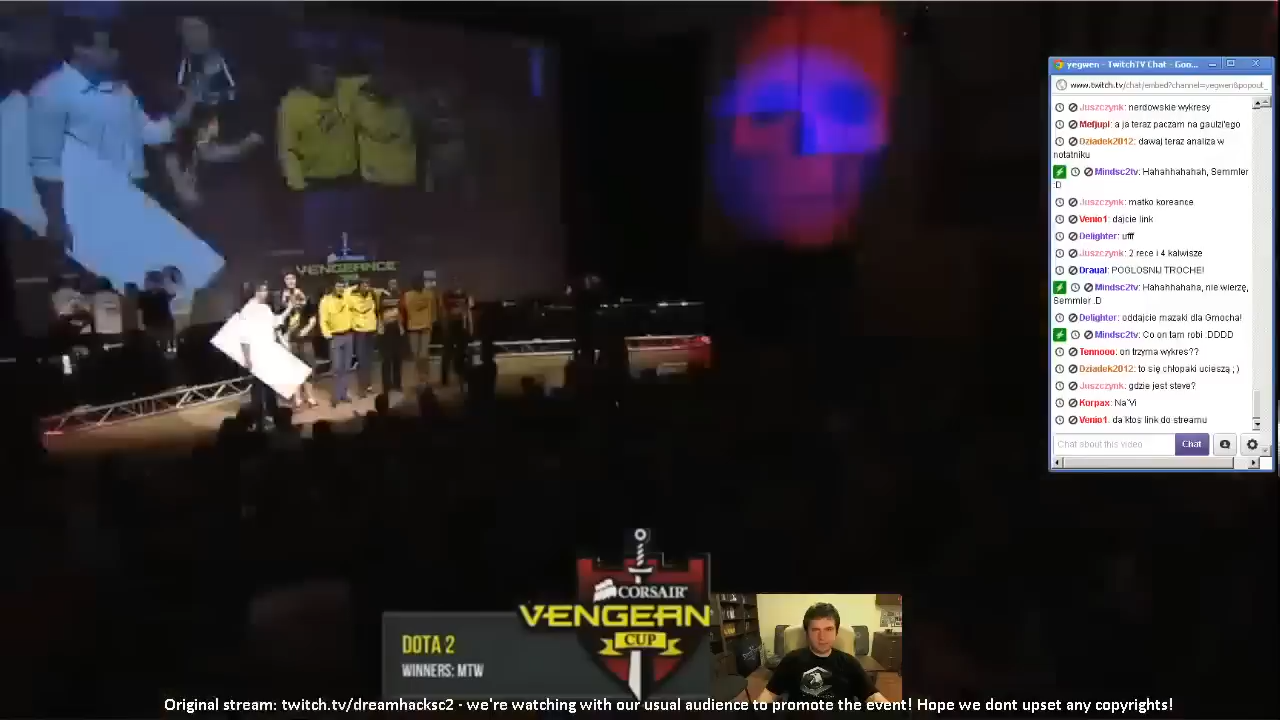 yegwen - TwitchTV Chat - Goo...
www.twitch.tv/chat/embed?channel=yegwen&popout_
Juszczynk: nerdowskie wykresy
Mefjupl: a ja teraz paczam na gautzi'ego
Dziadek2012: dawaj teraz analiza w
notatniku
Mindsc2tv: Hahahhahahah, Semmler
:D
Juszczynk: matko koreance
Venio1: dajcie link
Delighter: ufff
Juszczynk: 2 rece i 4 kalwisze
Draual: POGLOSNIJ TROCHE!
Mindsc2tv: Hahahhahaha, nie wierzę,
Semmler :D
Delighter: oddajcie mazaki dla Gmocha!
Mindsc2tv: Co on tam robi :DDDD
Tennooo: on trzyma wykres??
Dziadek2012: to się chłopaki ucieszą ; )
Juszczynk: gdzie jest steve?
Korpax: Na`Vi
Venio1: da ktos link do streamu
Chat about this video
Chat
VENGEANCE
CORSAIR
VENGEAN
CUP
DOTA 2
WINNERS: MTW
Original stream: twitch.tv/dreamhacksc2 - we're watching with our usual audience to promote the event! Hope we dont upset any copyrights!